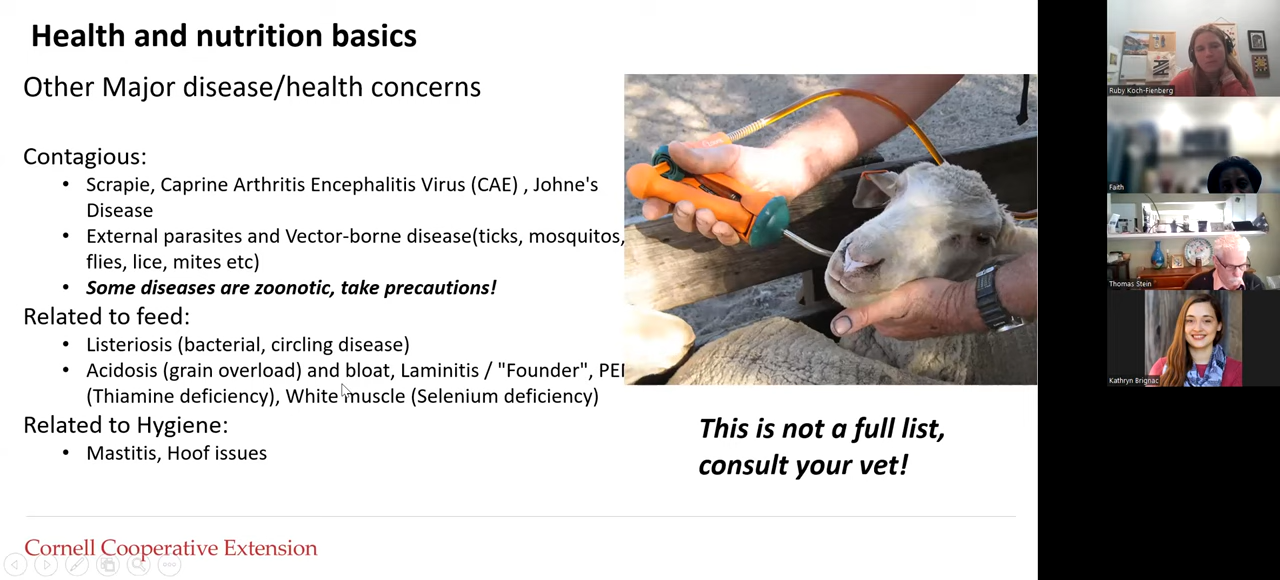 Health and nutrition basics
Other Major disease/health concerns
Contagious:
• Scrapie, Caprine Arthritis Encephalitis Virus (CAE) , Johne's
Disease
• External parasites and Vector-borne disease(ticks, mosquitos,
flies, lice, mites etc)
• Some diseases are zoonotic, take precautions!
Related to feed:
• Listeriosis (bacterial, circling disease)
• Acidosis (grain overload) and bloat, Laminitis / "Founder",
(Thiamine deficiency), White muscle (Selenium deficiency)
Related to Hygiene:
• Mastitis, Hoof issues
This is not a full list,
consult your vet!
Cornell Cooperative Extension
Ruby Koch-Fienberg
Faith
Thomas Stein
Kathryn Brignac